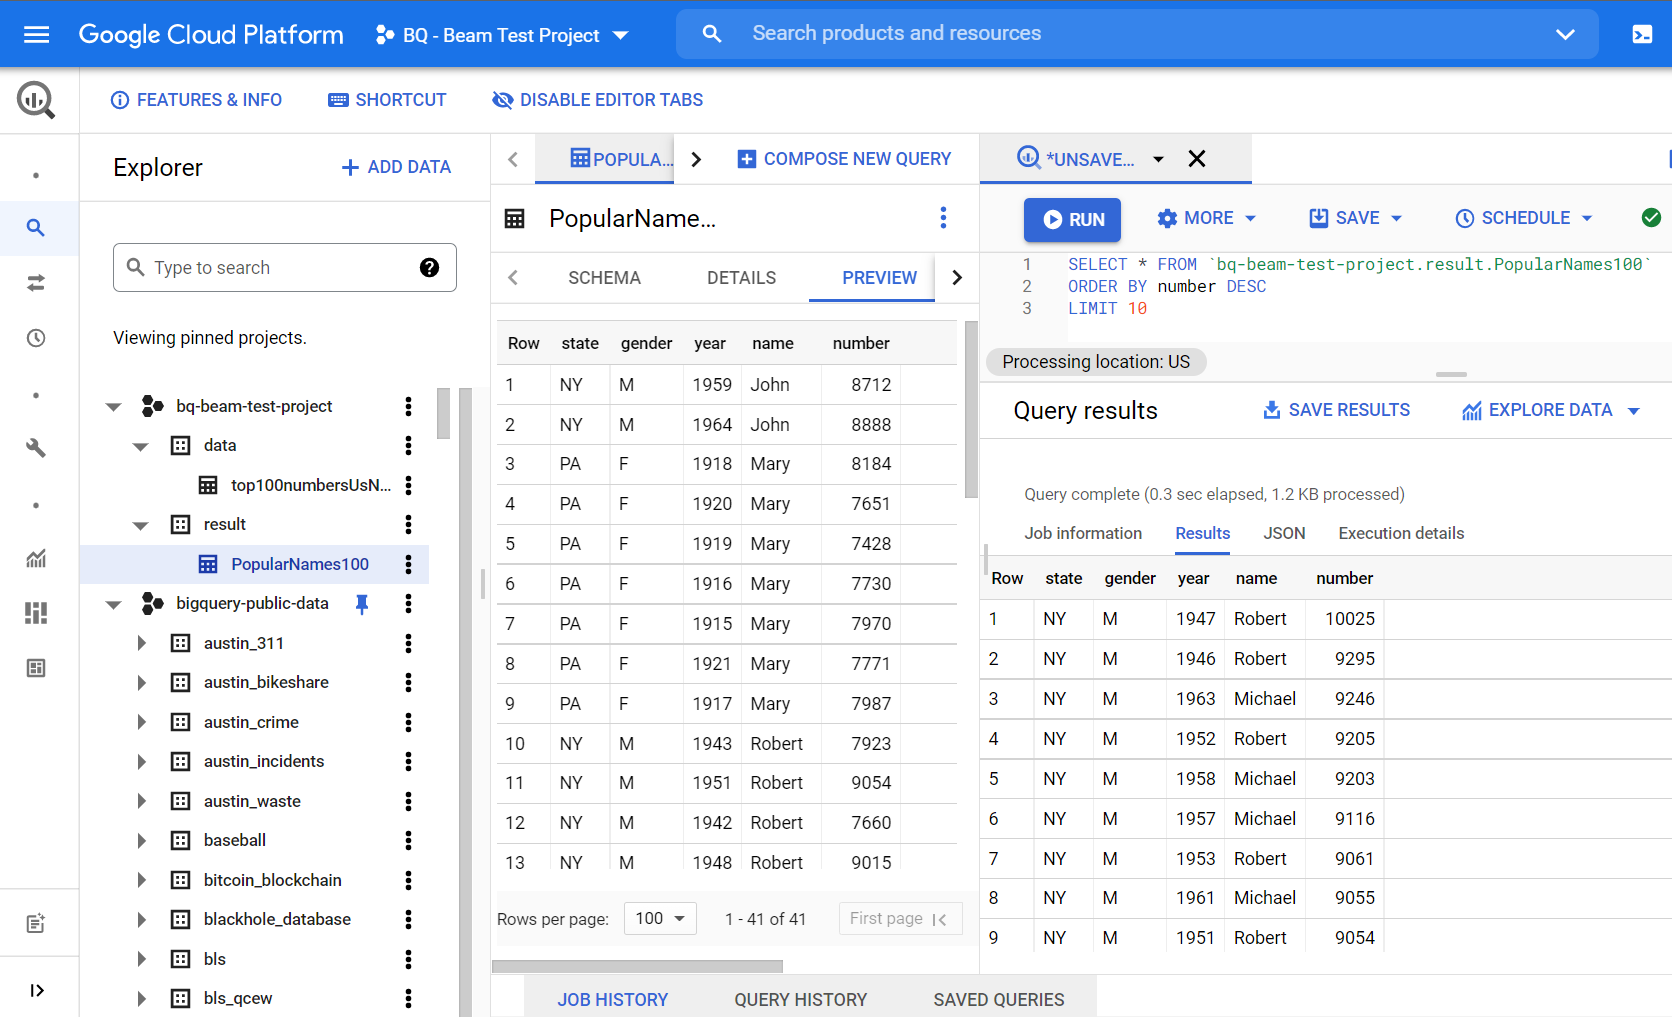 Google Cloud Platform
BQ - Beam Test Project
Search products and resources
FEATURES & INFO
SHORTCUT
DISABLE EDITOR TABS
Explorer
ADD DATA
Type to search
Viewing pinned projects.
bq-beam-test-project
data
top100numbersUsN...
result
PopularNames100
bigquery-public-data
austin_311
austin_bikeshare
austin_crime
austin_incidents
austin_waste
baseball
bitcoin_blockchain
blackhole_database
bls
bls_qcew
POPULA...
COMPOSE NEW QUERY
PopularName...
SCHEMA DETAILS PREVIEW
Row state gender year name number
1 NY M 1959 John 8712
2 NY M 1964 John 8888
3 PA F 1918 Mary 8184
4 PA F 1920 Mary 7651
5 PA F 1919 Mary 7428
6 PA F 1916 Mary 7730
7 PA F 1915 Mary 7970
8 PA F 1921 Mary 7771
9 PA F 1917 Mary 7987
10 NY M 1943 Robert 7923
11 NY M 1951 Robert 9054
12 NY M 1942 Robert 7660
13 NY M 1948 Robert 9015
Rows per page: 100 1 - 41 of 41 First page
*UNSAVE...
RUN MORE SAVE SCHEDULE
1 SELECT * FROM `bq-beam-test-project.result.PopularNames100`
2 ORDER BY number DESC
3 LIMIT 10
Processing location: US
Query results
SAVE RESULTS
EXPLORE DATA
Query complete (0.3 sec elapsed, 1.2 KB processed)
Job information Results JSON Execution details
Row state gender year name number
1 NY M 1947 Robert 10025
2 NY M 1946 Robert 9295
3 NY M 1963 Michael 9246
4 NY M 1952 Robert 9205
5 NY M 1958 Michael 9203
6 NY M 1957 Michael 9116
7 NY M 1953 Robert 9061
8 NY M 1961 Michael 9055
9 NY M 1951 Robert 9054
JOB HISTORY QUERY HISTORY SAVED QUERIES